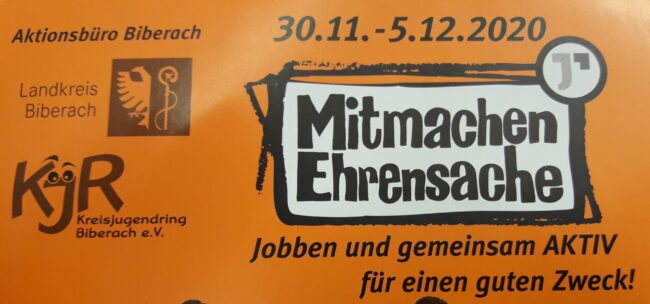 Aktionsbüro Biberach
30.11.-5.12.2020
Landkreis
Biberach
Mitmachen
Ehrensache
KJR
Kreisjugendring
Biberach e.V.
Jobben und gemeinsam AKTIV
für einen guten Zweck!